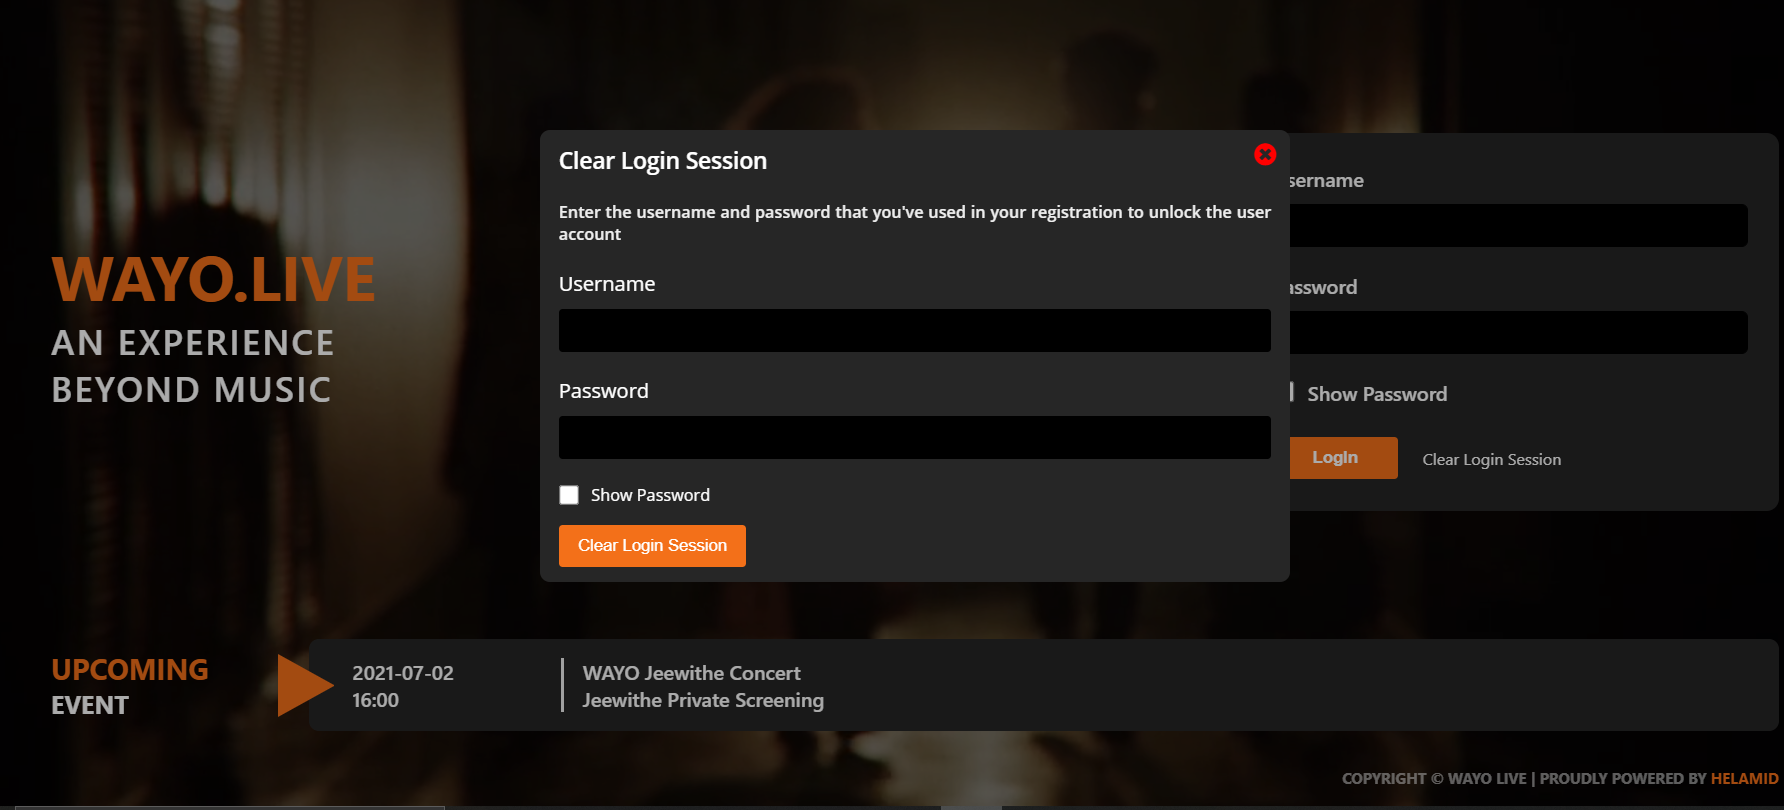 Clear Login Session
Enter the username and password that you've used in your registration to unlock the user
account
Username
Password
Show Password
Clear Login Session
sername
assword
Show Password
LogIn
Clear Login Session
WAYO.LIVE
AN EXPERIENCE
BEYOND MUSIC
UPCOMING
EVENT
2021-07-02
16:00
WAYO Jeewithe Concert
Jeewithe Private Screening
COPYRIGHT © WAYO LIVE | PROUDLY POWERED BY HELAMID